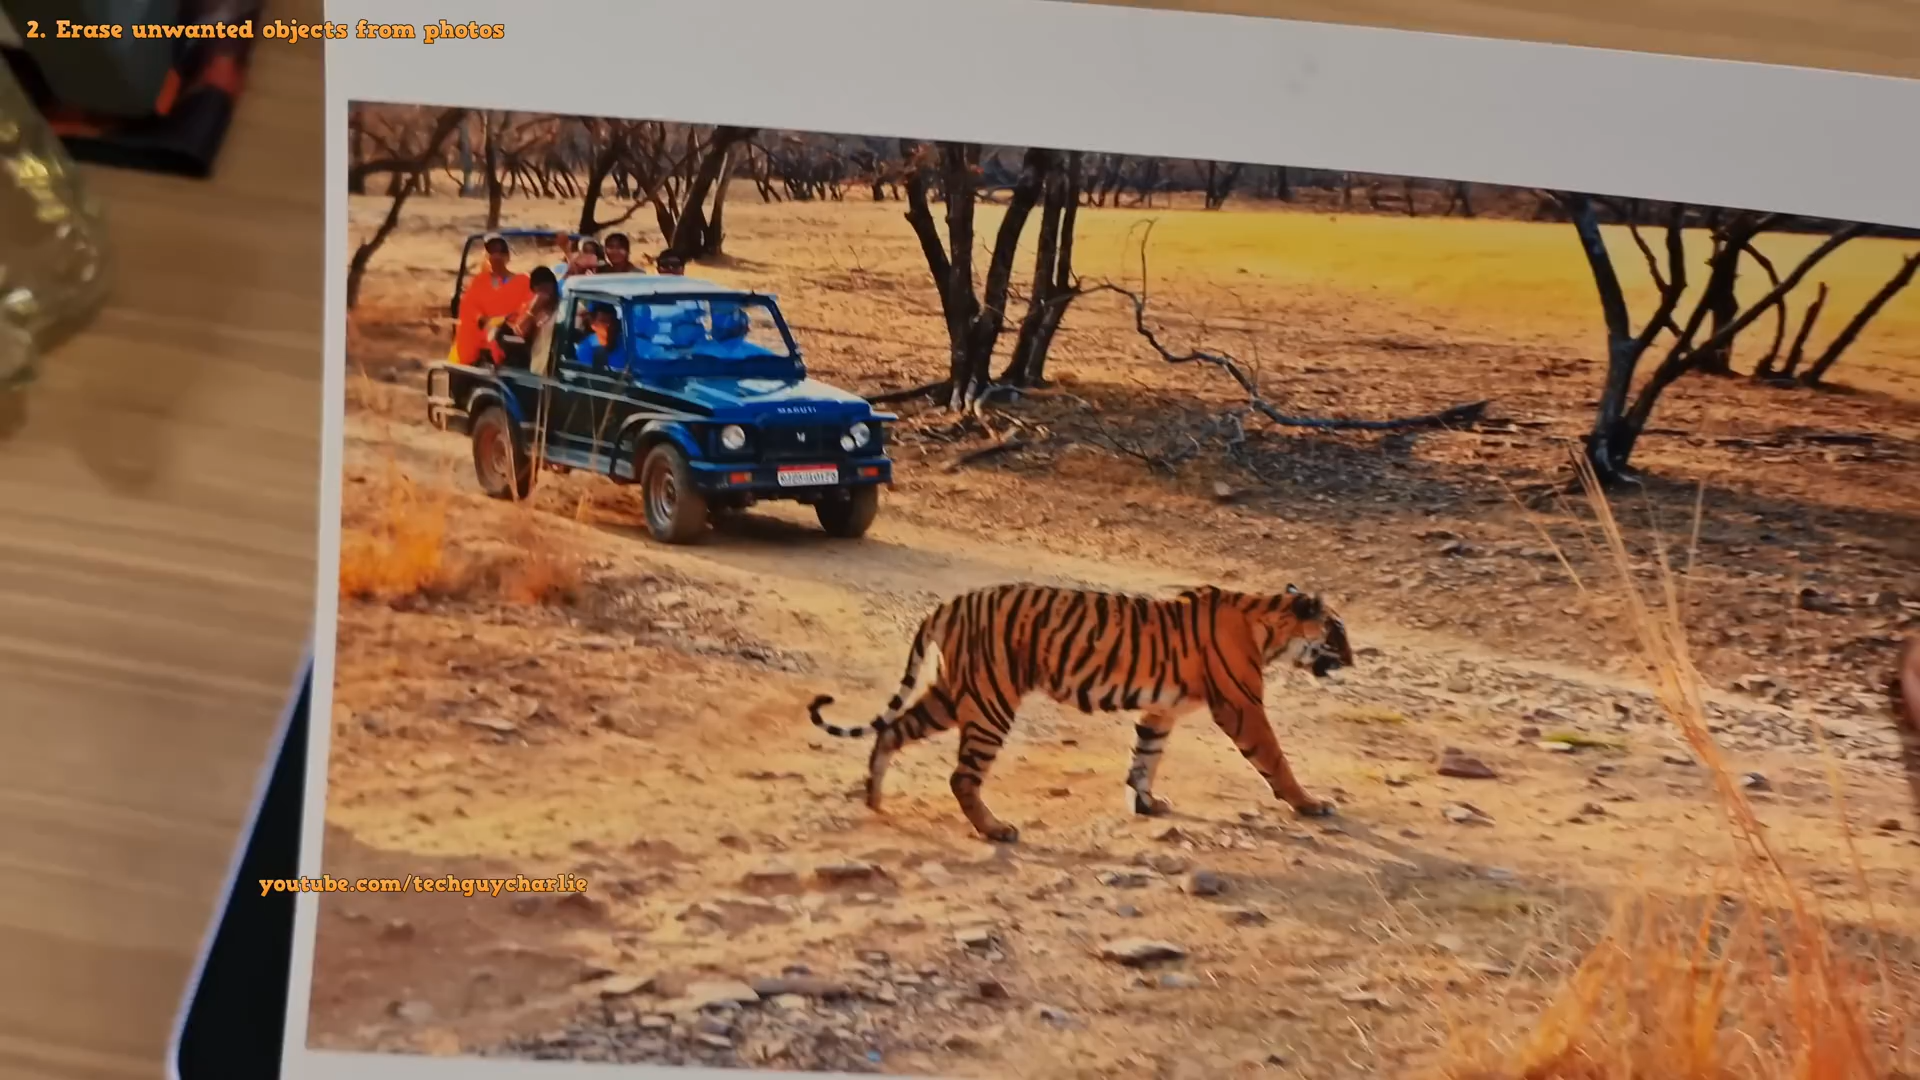 2. Erase unwanted objects from photos
MARUTI
youtube.com/techguycharlie